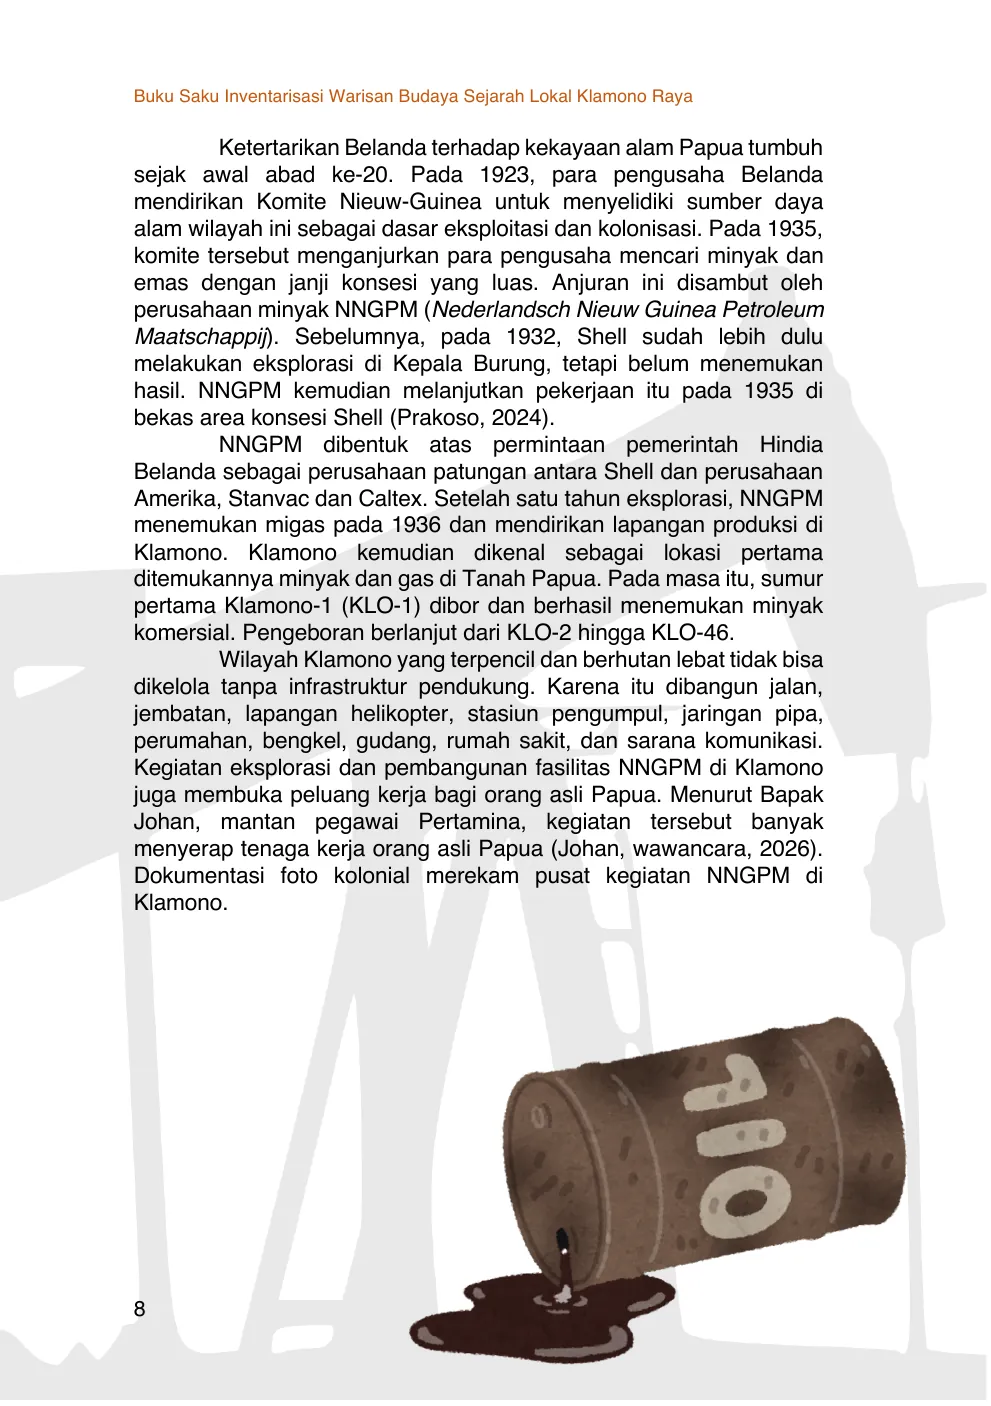 Buku Saku Inventarisasi Warisan Budaya Sejarah Lokal Klamono Raya
Ketertarikan Belanda terhadap kekayaan alam Papua tumbuh
sejak awal abad ke-20. Pada 1923, para pengusaha Belanda
mendirikan Komite Nieuw-Guinea untuk menyelidiki sumber daya
alam wilayah ini sebagai dasar eksploitasi dan kolonisasi. Pada 1935,
komite tersebut menganjurkan para pengusaha mencari minyak dan
emas dengan janji konsesi yang luas. Anjuran ini disambut oleh
perusahaan minyak NNGPM (Nederlandsch Nieuw Guinea Petroleum
Maatschappij). Sebelumnya, pada 1932, Shell sudah lebih dulu
melakukan eksplorasi di Kepala Burung, tetapi belum menemukan
hasil. NNGPM kemudian melanjutkan pekerjaan itu pada 1935 di
bekas area konsesi Shell (Prakoso, 2024).
NNGPM dibentuk atas permintaan pemerintah Hindia
Belanda sebagai perusahaan patungan antara Shell dan perusahaan
Amerika, Stanvac dan Caltex. Setelah satu tahun eksplorasi, NNGPM
menemukan migas pada 1936 dan mendirikan lapangan produksi di
Klamono. Klamono kemudian dikenal sebagai lokasi pertama
ditemukannya minyak dan gas di Tanah Papua. Pada masa itu, sumur
pertama Klamono-1 (KLO-1) dibor dan berhasil menemukan minyak
komersial. Pengeboran berlanjut dari KLO-2 hingga KLO-46.
Wilayah Klamono yang terpencil dan berhutan lebat tidak bisa
dikelola tanpa infrastruktur pendukung. Karena itu dibangun jalan,
jembatan, lapangan helikopter, stasiun pengumpul, jaringan pipa,
perumahan, bengkel, gudang, rumah sakit, dan sarana komunikasi.
Kegiatan eksplorasi dan pembangunan fasilitas NNGPM di Klamono
juga membuka peluang kerja bagi orang asli Papua. Menurut Bapak
Johan, mantan pegawai Pertamina, kegiatan tersebut banyak
menyerap tenaga kerja orang asli Papua (Johan, wawancara, 2026).
Dokumentasi foto kolonial merekam pusat kegiatan NNGPM di
Klamono.
OIL
8